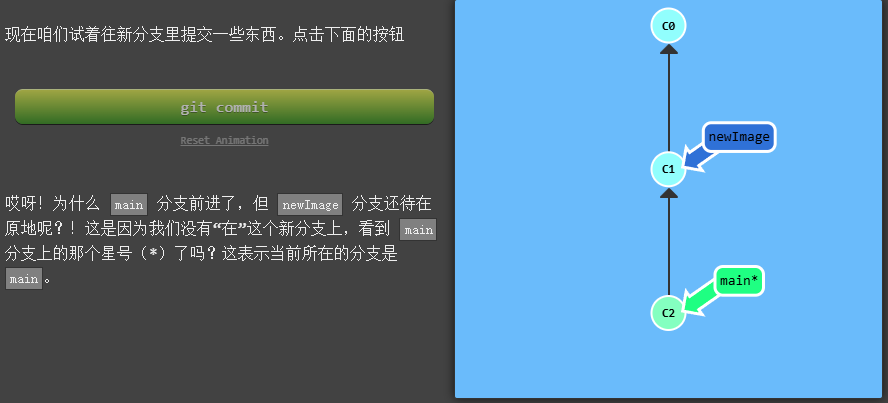 现在咱们试着往新分支里提交一些东西。点击下面的按钮
git commit
Reset Animation
哎呀！为什么 main 分支前进了，但 newImage 分支还待在
原地呢？！这是因为我们没有“在”这个新分支上，看到 main
分支上的那个星号（*）了吗？这表示当前所在的分支是
main。
C0
newImage
C1
main*
C2